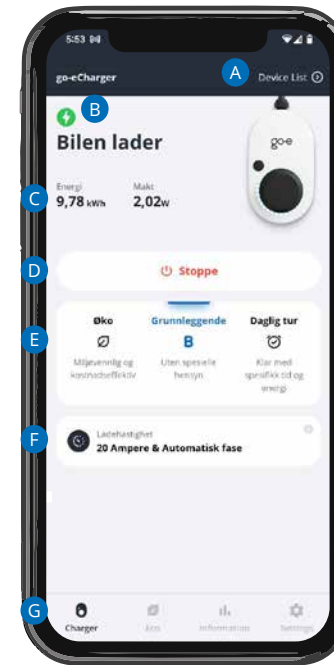 5:53
A
go-eCharger
Device List
B
Bilen lader
go-e
Energi
Makt
C
9,78 kWh
2,02w
D
Stoppe
Øko
Grunnleggende
Daglig tur
E
B
Miljøvennlig og
kostnadseffektiv
Uten spesielle
hensyn
Klar med
spesifikk tid og
energi
F
Ladehastighet
20 Ampere & Automatisk fase
G
Charger
Eco
Information
Settings